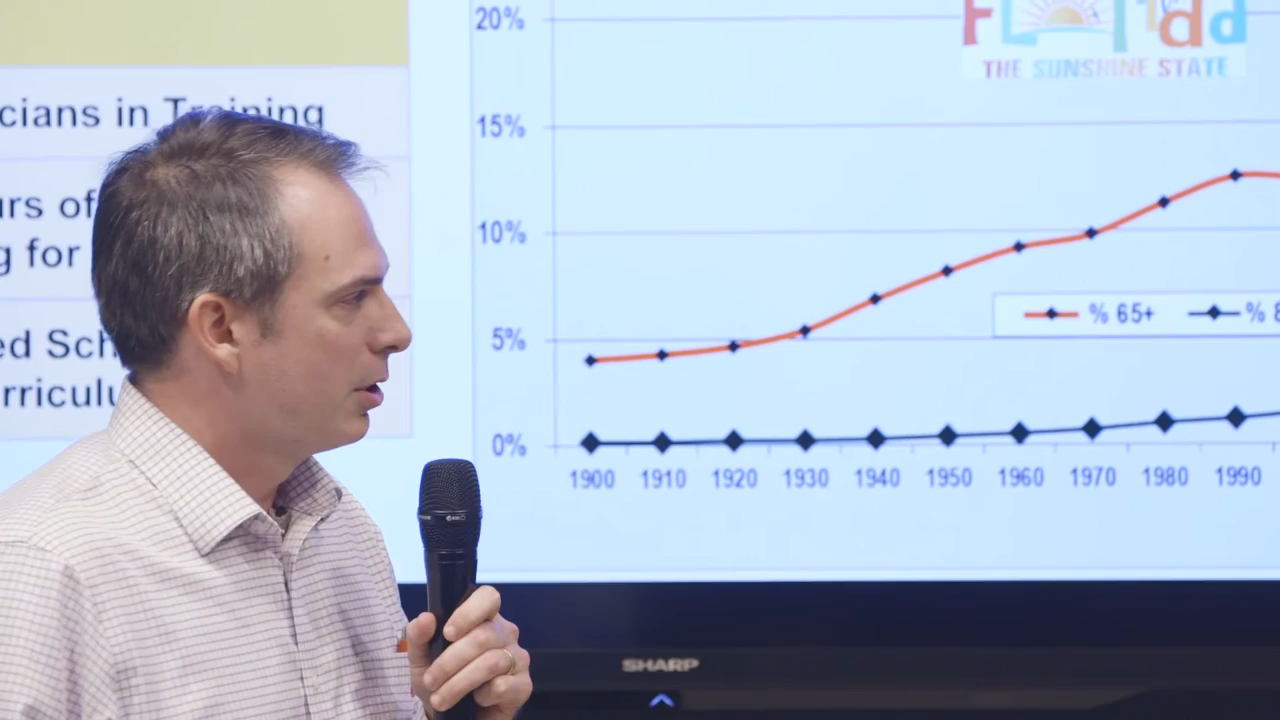 cians in Training
urs of
g for
ed Sch
rriculu
20%
15%
10%
5%
0%
THE SUNSHINE STATE
% 65+ % 8
1900 1910 1920 1930 1940 1950 1960 1970 1980 1990
SHARP